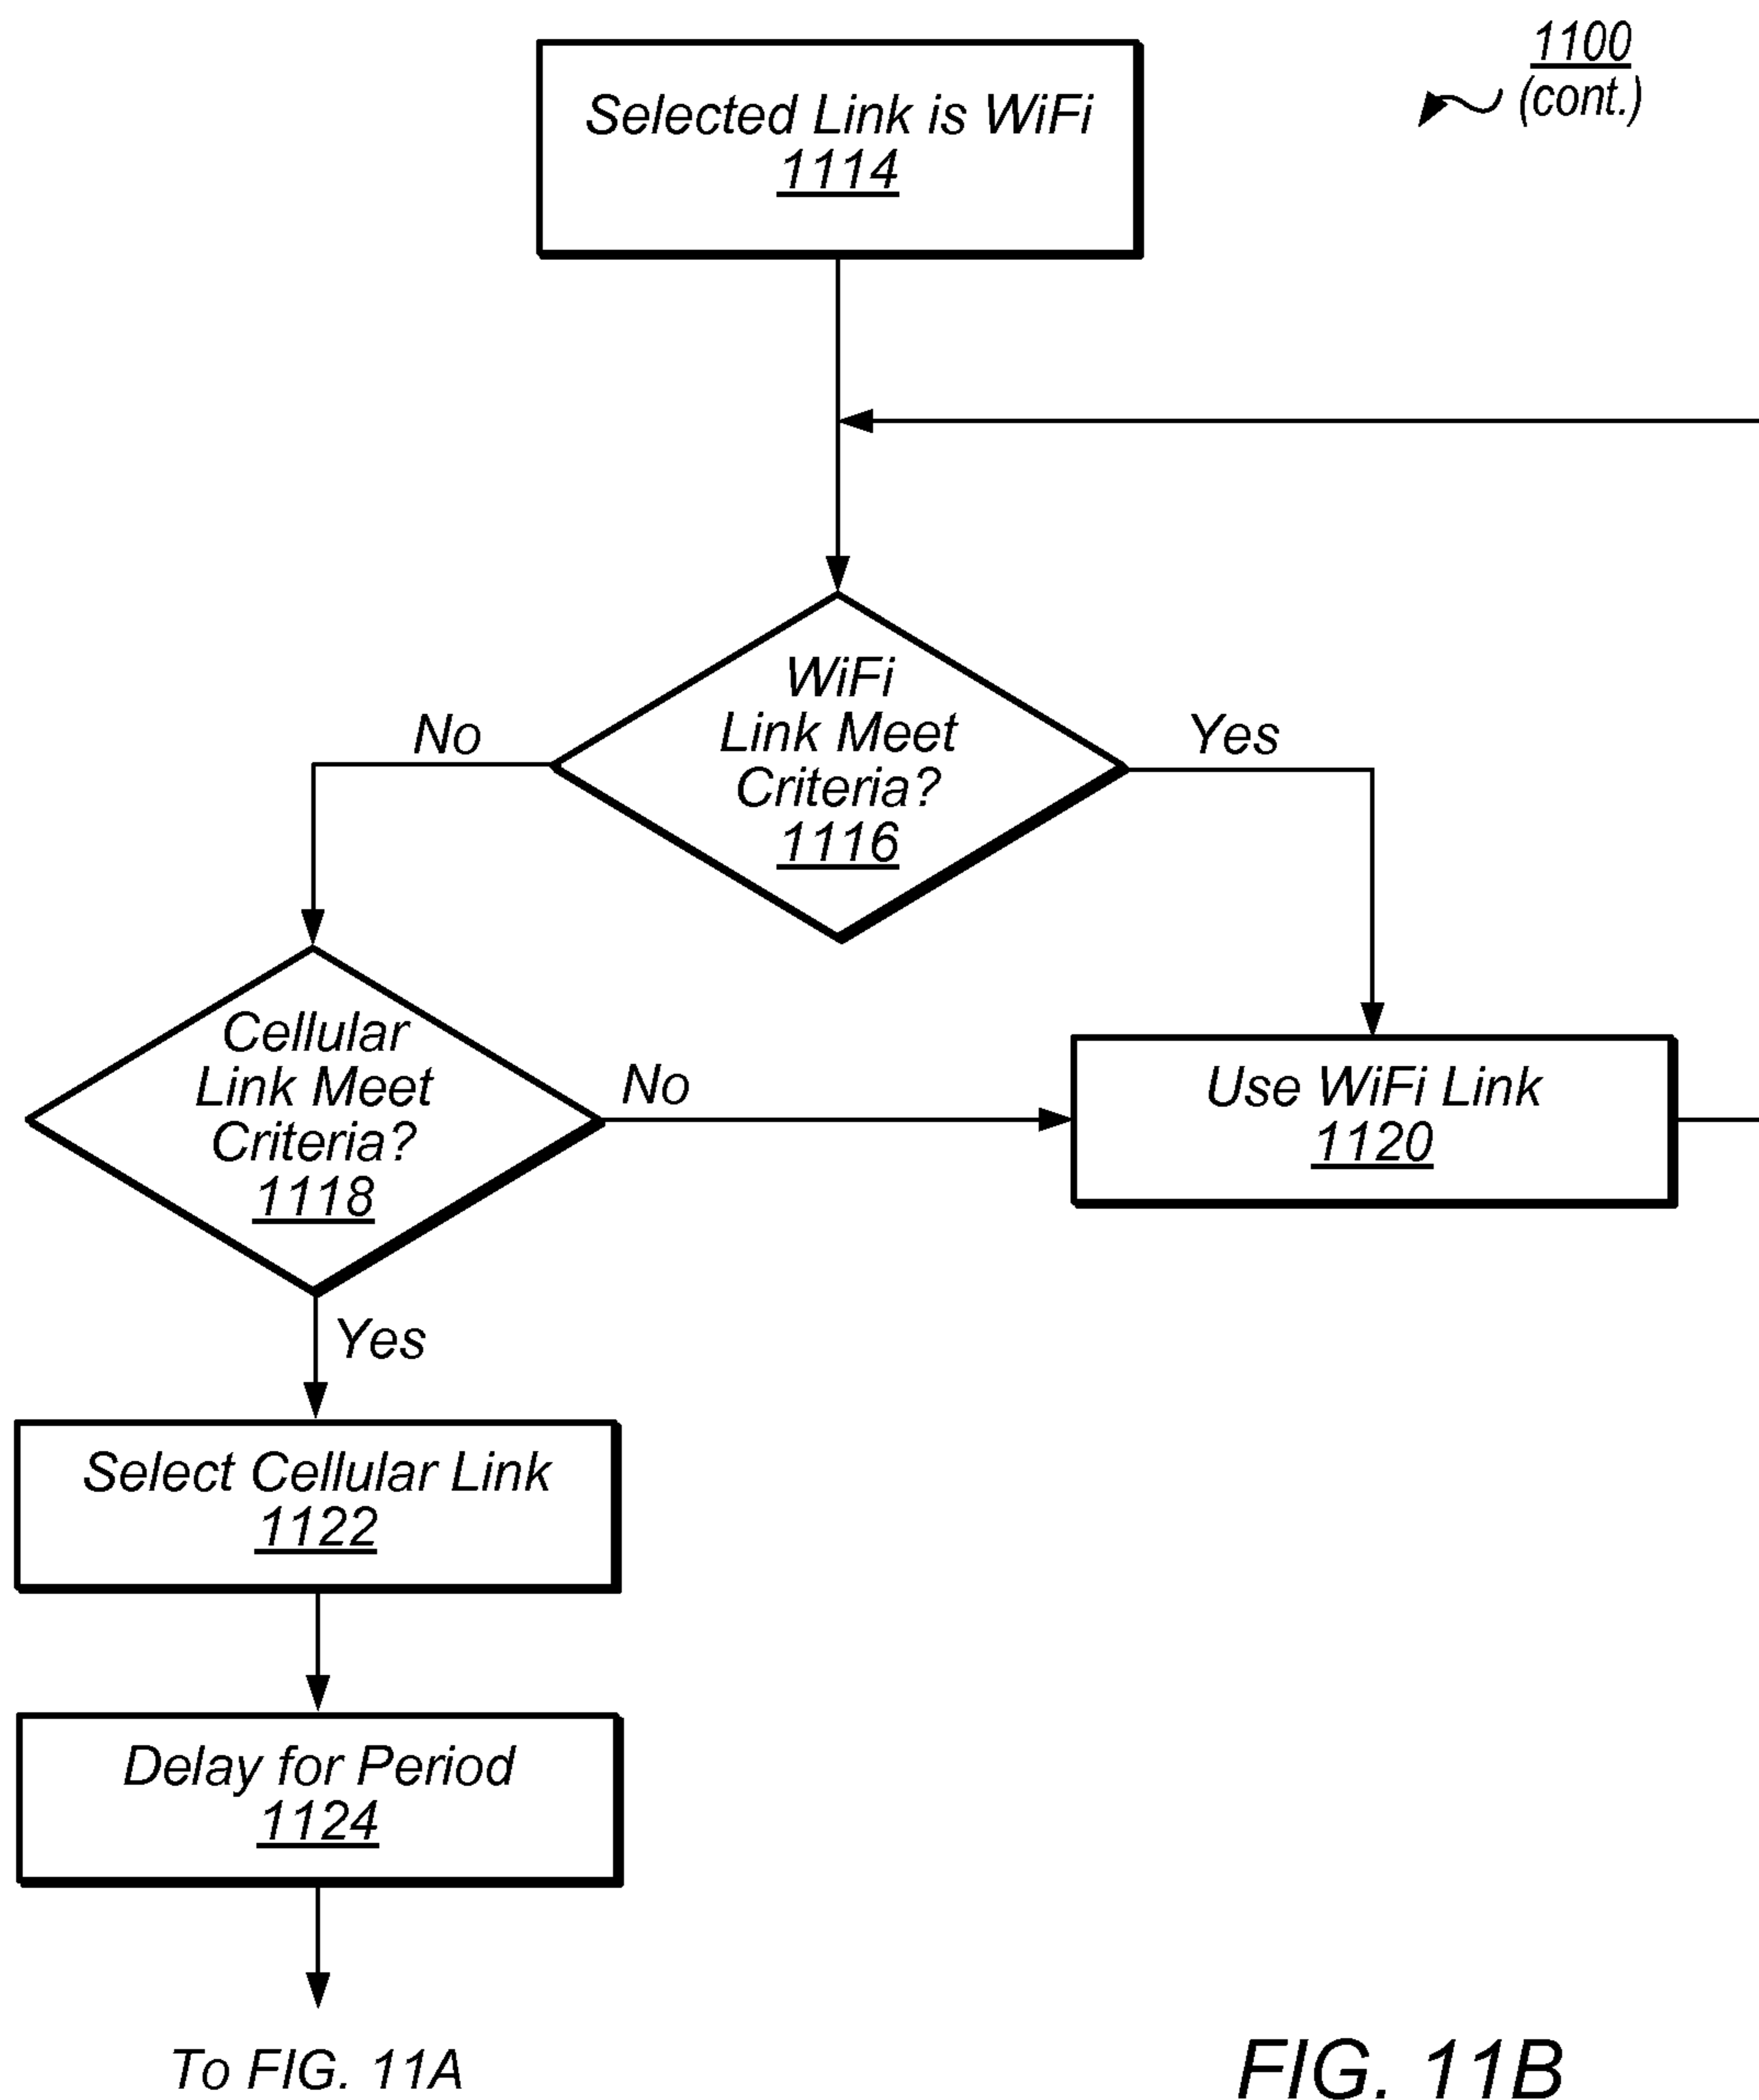 1100
(cont.)
Selected Link is WiFi
1114
WiFi
Link Meet
Criteria?
1116
No
Yes
Cellular
Link Meet
Criteria?
1118
No
Yes
Use WiFi Link
1120
Select Cellular Link
1122
Delay for Period
1124
To FIG. 11A
FIG. 11B